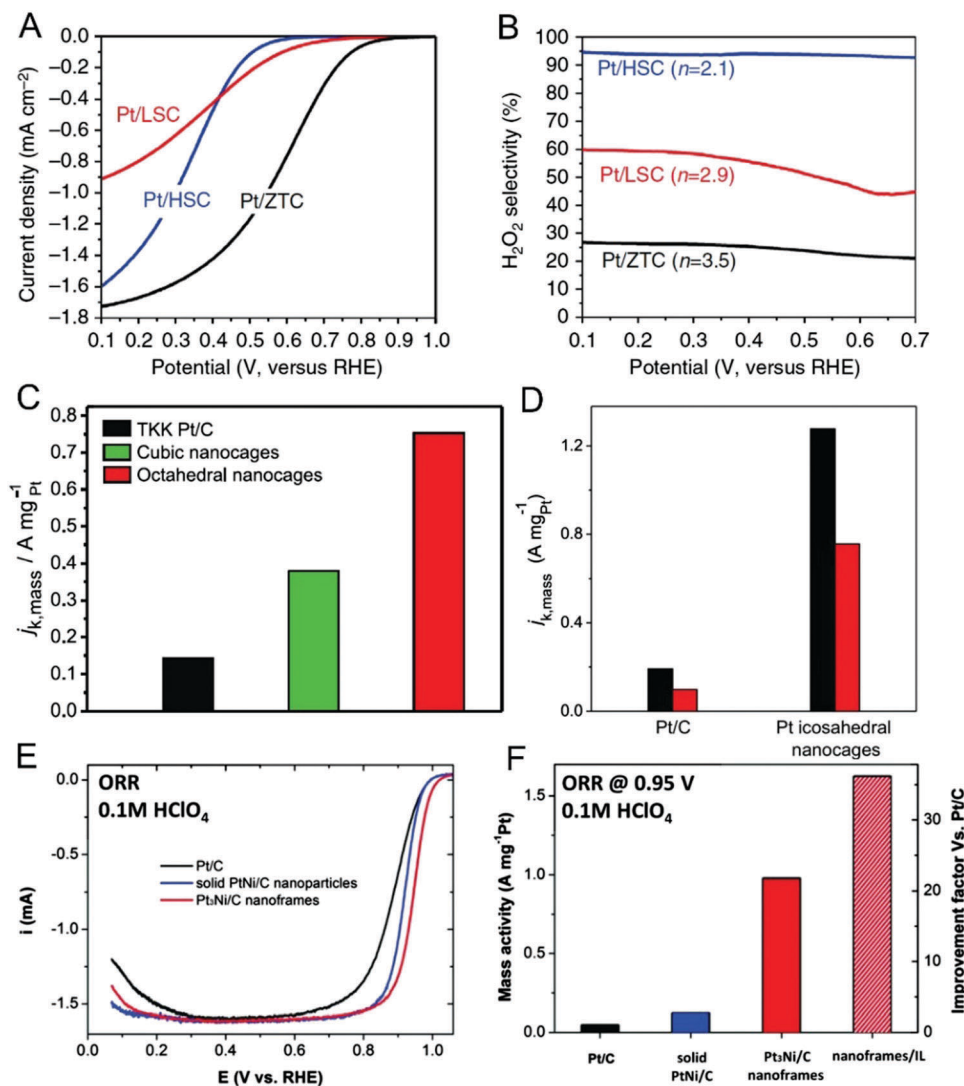 A
Current density (mA cm⁻²)
0.0
–0.2
–0.4
–0.6
–0.8
–1.0
–1.2
–1.4
–1.6
–1.8
Pt/LSC
Pt/HSC
Pt/ZTC
0.1 0.2 0.3 0.4 0.5 0.6 0.7 0.8 0.9 1.0
Potential (V, versus RHE)
B
H₂O₂ selectivity (%)
100
90
80
70
60
50
40
30
20
10
0
Pt/HSC (n=2.1)
Pt/LSC (n=2.9)
Pt/ZTC (n=3.5)
0.1 0.2 0.3 0.4 0.5 0.6 0.7
Potential (V, versus RHE)
C
j k,mass / A mg⁻¹ Pt
0.8
0.7
0.7
0.5
0.4
0.3
0.2
0.1
0.0
TKK Pt/C
Cubic nanocages
Octahedral nanocages
D
j k,mass (A mg⁻¹ Pt)
1.2
0.9
0.6
0.3
0.0
Pt/C
Pt icosahedral
nanocages
E
ORR
0.1M HClO₄
i (mA)
0.0
-0.5
-1.0
-1.5
Pt/C
solid PtNi/C nanoparticles
Pt₃Ni/C nanoframes
0.0 0.2 0.4 0.6 0.8 1.0
E (V vs. RHE)
F
ORR @ 0.95 V
0.1M HClO₄
Mass activity (A mg⁻¹Pt)
1.5
1.0
0.5
0.0
Improvement factor Vs. Pt/C
30
20
10
0
Pt/C
solid
PtNi/C
Pt₃Ni/C
nanoframes
nanoframes/IL